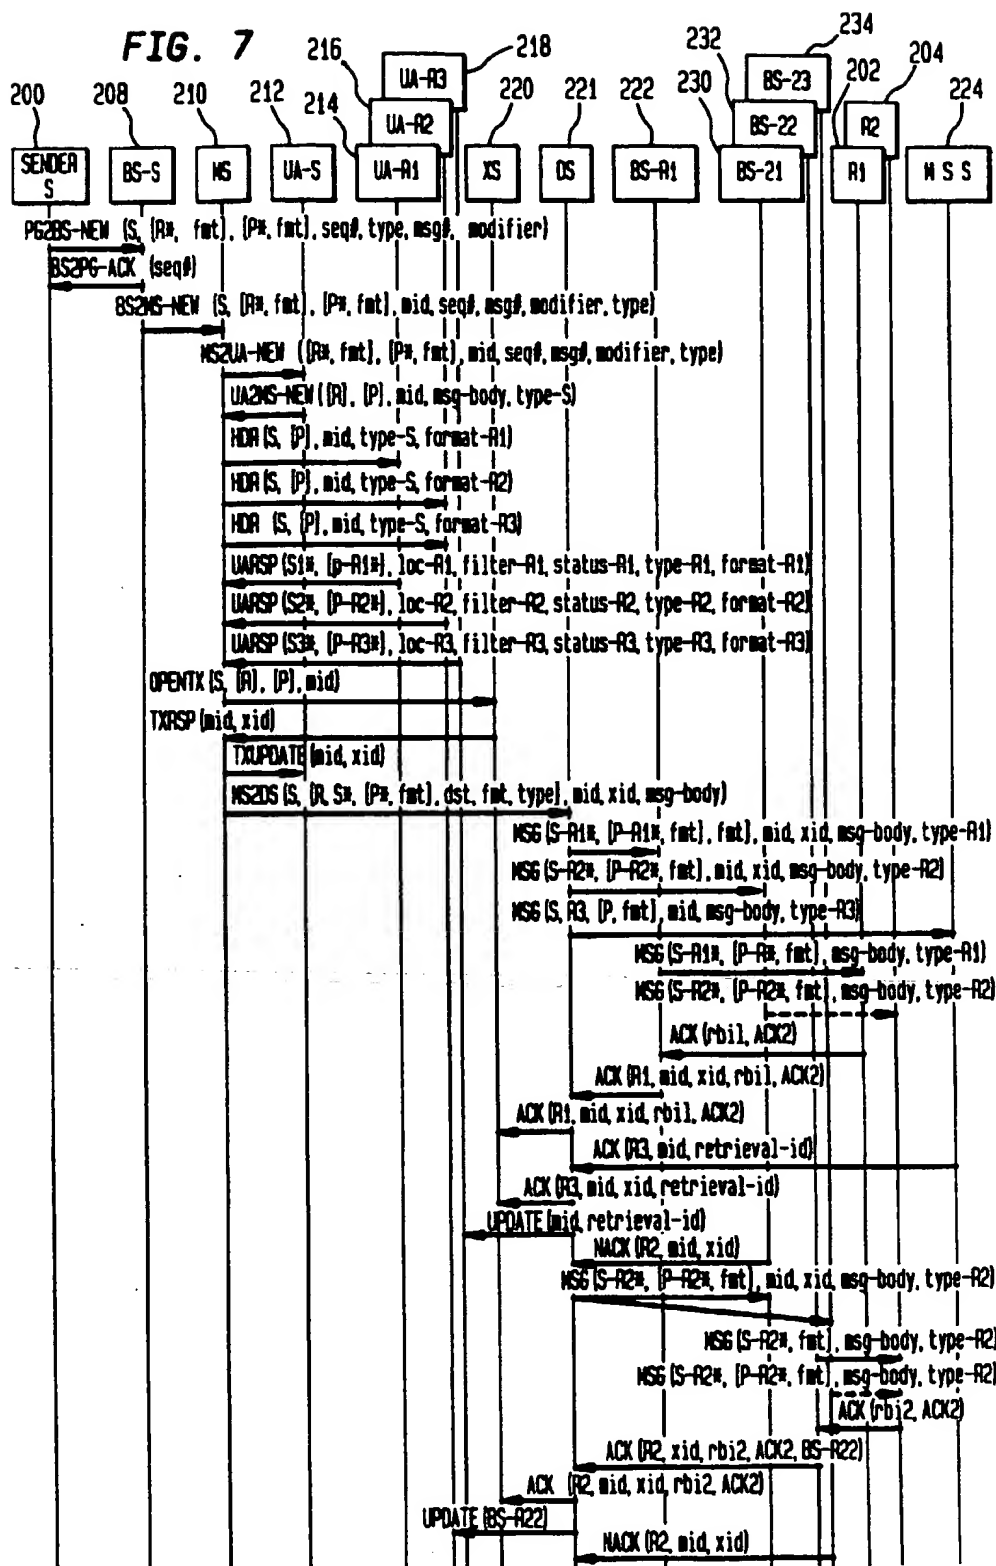 FIG. 7
216
218
232
234
200
208
210
212
214
220
221
222
230
202
204
224
UA-R3
BS-23
UA-R2
BS-22
R2
SENDER S
BS-S
MS
UA-S
UA-R1
XS
DS
BS-R1
BS-21
R1
M S S
PG2BS-NEW (S, [R*, fmt], [P*, fmt], seq#, type, msg#, modifier)
BS2PG-ACK (seq#)
BS2MS-NEW (S, [R*, fmt], [P*, fmt], mid, seq#, msg#, modifier, type)
MS2UA-NEW ([R*, fmt], [P*, fmt], mid, seq#, msg#, modifier, type)
UA2MS-NEW ([R], [P], mid, msg-body, type-S)
HDR (S, [P], mid, type-S, format-R1)
HDR (S, [P], mid, type-S, format-R2)
HDR (S, [P], mid, type-S, format-R3)
UARSP (S1*, [p-R1*], loc-R1, filter-R1, status-R1, type-R1, format-R1)
UARSP (S2*, [P-R2*], loc-R2, filter-R2, status-R2, type-R2, format-R2)
UARSP (S3*, [P-R3*], loc-R3, filter-R3, status-R3, type-R3, format-R3)
OPENTX (S, [R], [P], mid)
TXRSP (mid, xid)
TXUPDATE (mid, xid)
MS2DS (S, [R, S*, [P*, fmt], dst, fmt, type], mid, xid, msg-body)
MSG (S-R1*, [P-R1*, fmt], fmt], mid, xid, msg-body, type-R1)
MSG (S-R2*, [P-R2*, fmt], mid, xid, msg-body, type-R2)
MSG (S, R3, [P, fmt], mid, msg-body, type-R3)
MSG (S-R1*, [P-R*, fmt], msg-body, type-R1)
MSG (S-R2*, [P-R2*, fmt], msg-body, type-R2)
ACK (rbi1, ACK2)
ACK (R1, mid, xid, rbi1, ACK2)
ACK (R1, mid, xid, rbi1, ACK2)
ACK (R3, mid, retrieval-id)
ACK (R3, mid, xid, retrieval-id)
UPDATE (mid, retrieval-id)
NACK (R2, mid, xid)
MSG (S-R2*, [P-R2*, fmt], mid, xid, msg-body, type-R2)
MSG (S-R2*, fmt], msg-body, type-R2)
MSG (S-R2*, [P-R2*, fmt], msg-body, type-R2)
ACK (rbi2, ACK2)
ACK (R2, xid, rbi2, ACK2, BS-R22)
ACK (R2, mid, xid, rbi2, ACK2)
UPDATE (BS-R22)
NACK (R2, mid, xid)